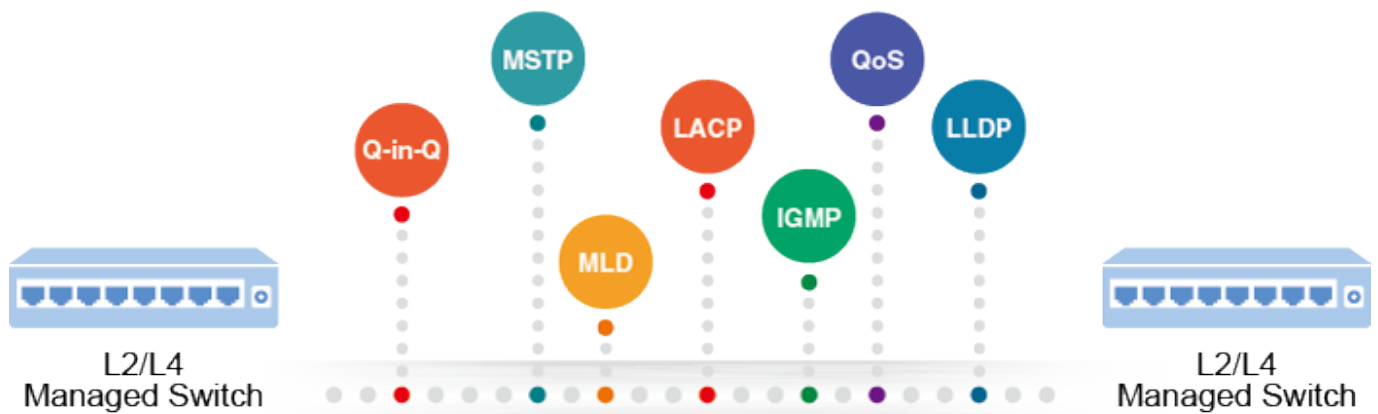 MSTP
QoS
LACP
LLDP
Q-in-Q
IGMP
MLD
L2/L4
Managed Switch
L2/L4
Managed Switch